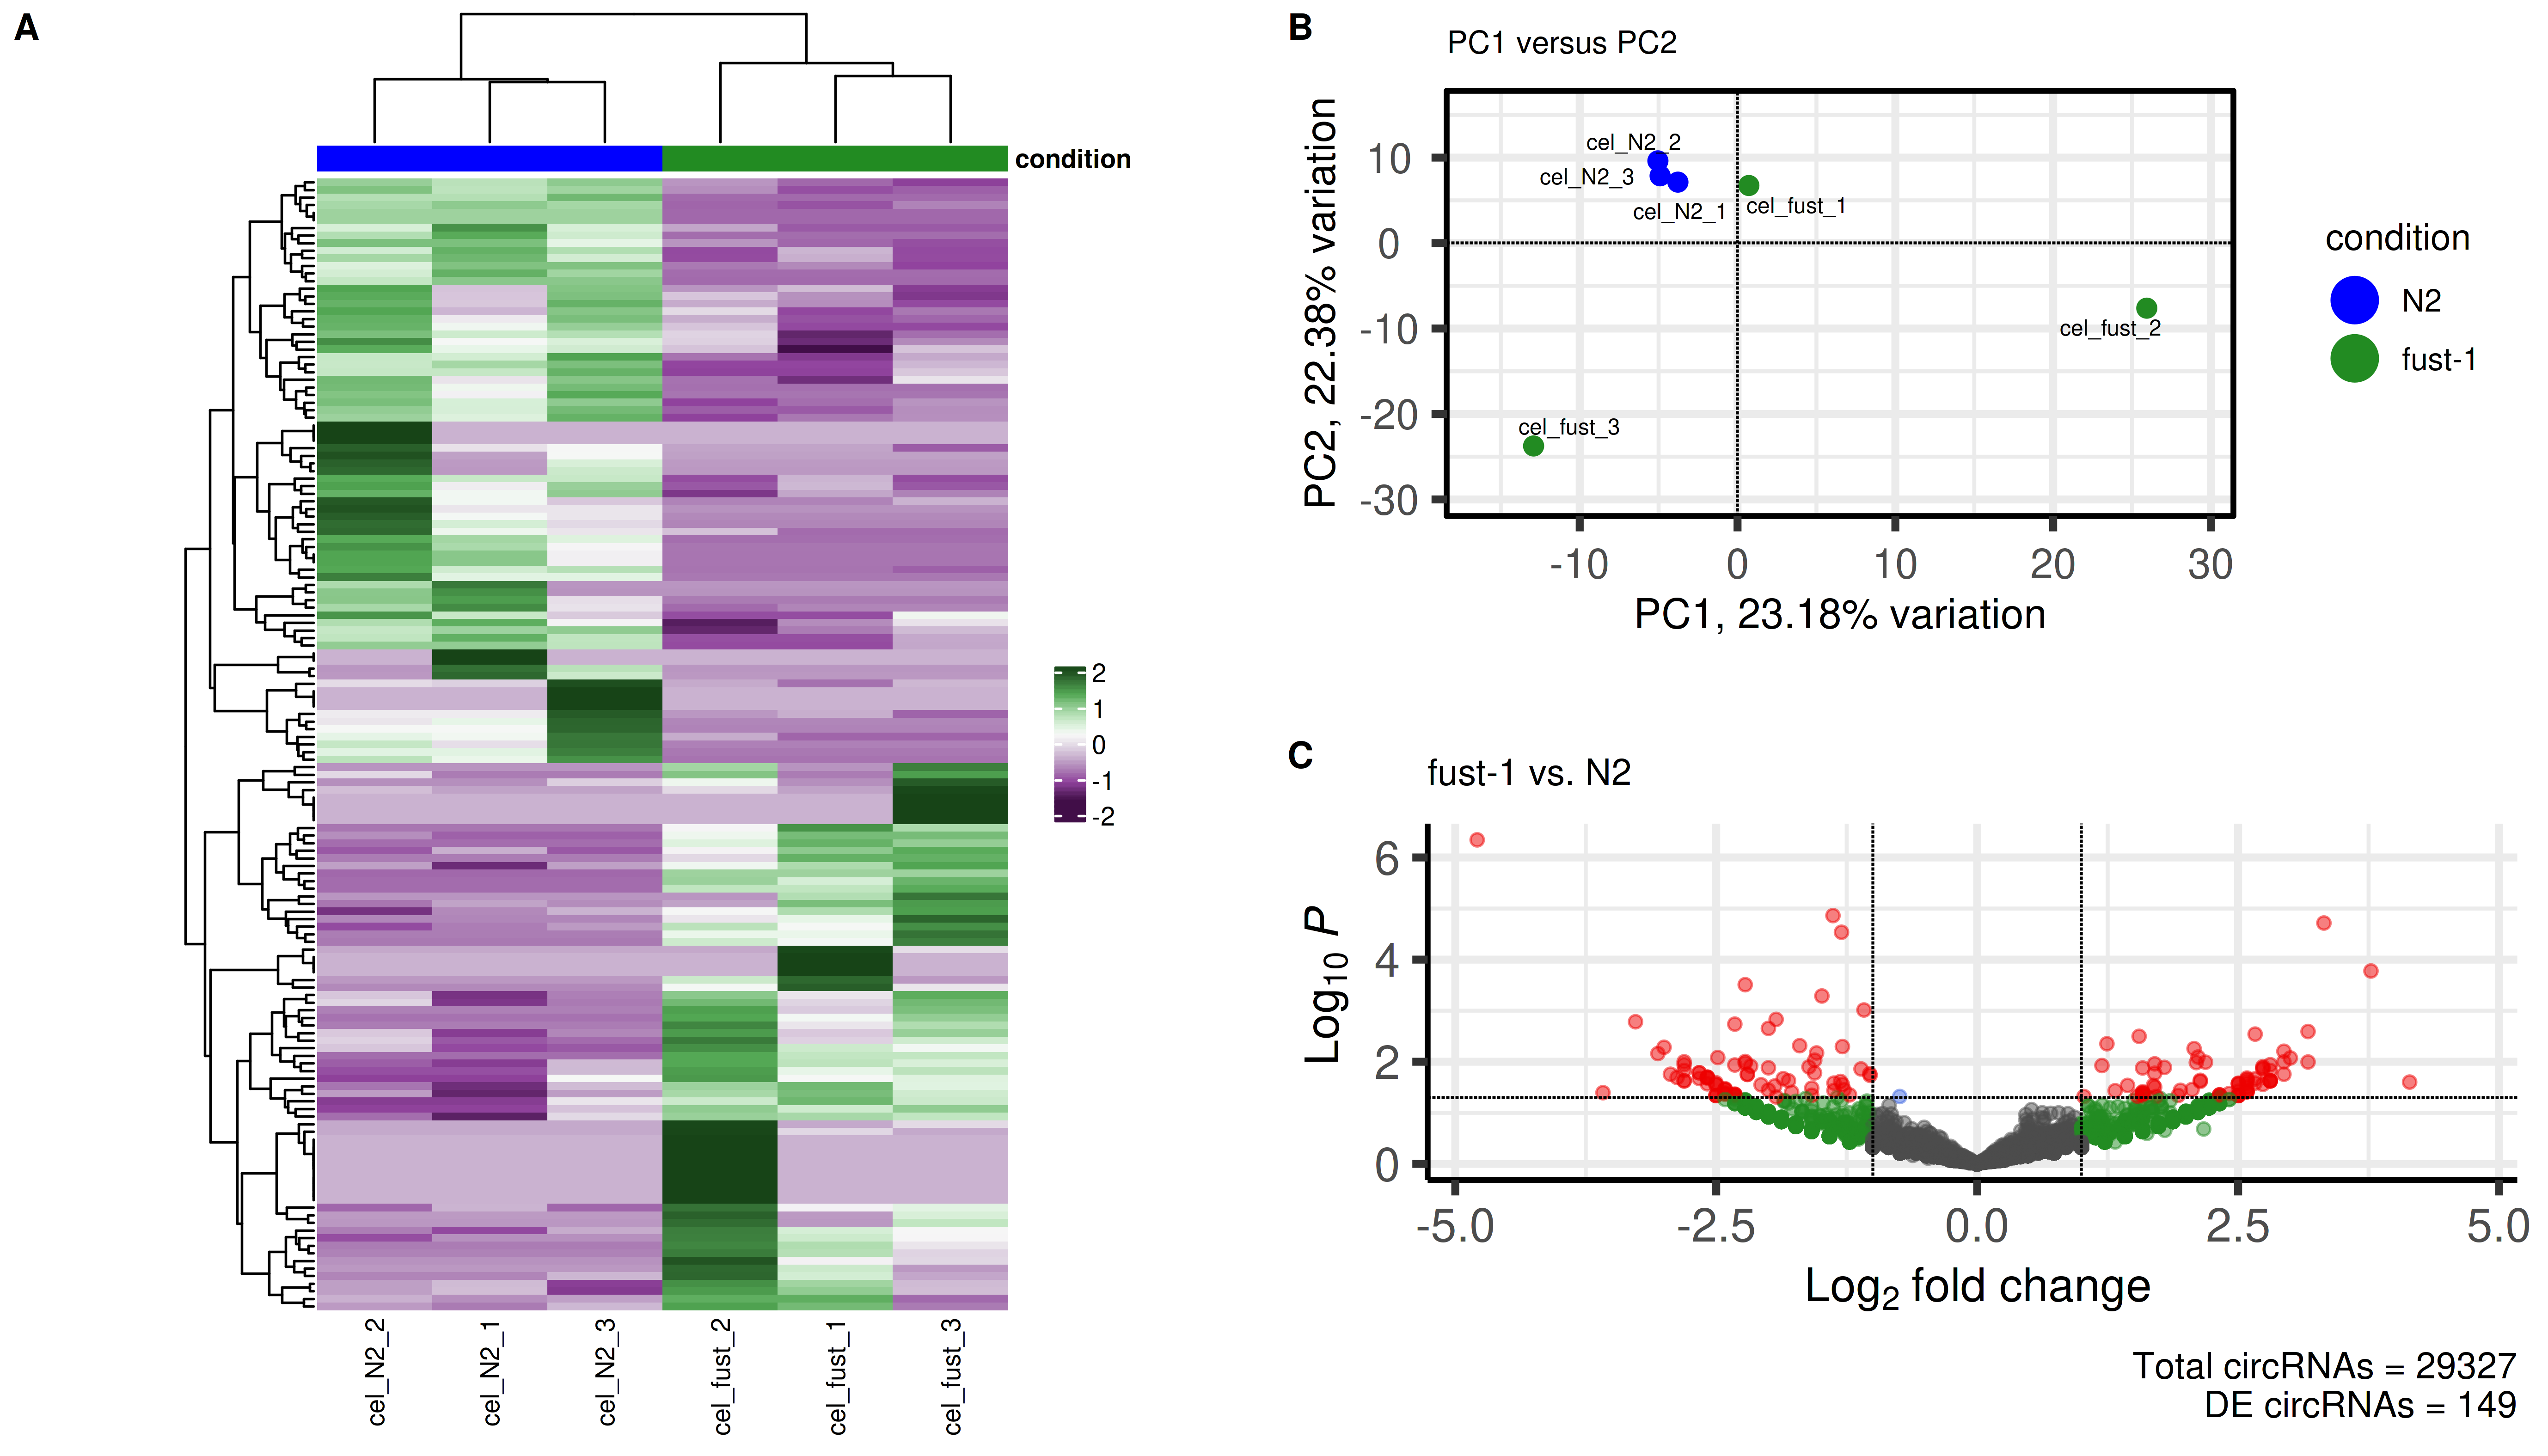 A
condition
2
1
0
-1
-2
cel_N2_2
cel_N2_1
cel_N2_3
cel_fust_2
cel_fust_1
cel_fust_3
B
PC1 versus PC2
PC2, 22.38% variation
10
0
-10
-20
-30
cel_N2_2
cel_N2_3
cel_N2_1
cel_fust_1
cel_fust_2
cel_fust_3
-10
0
10
20
30
PC1, 23.18% variation
condition
N2
fust-1
C
fust-1 vs. N2
Log10 P
6
4
2
0
-5.0
-2.5
0.0
2.5
5.0
Log2 fold change
Total circRNAs = 29327
DE circRNAs = 149